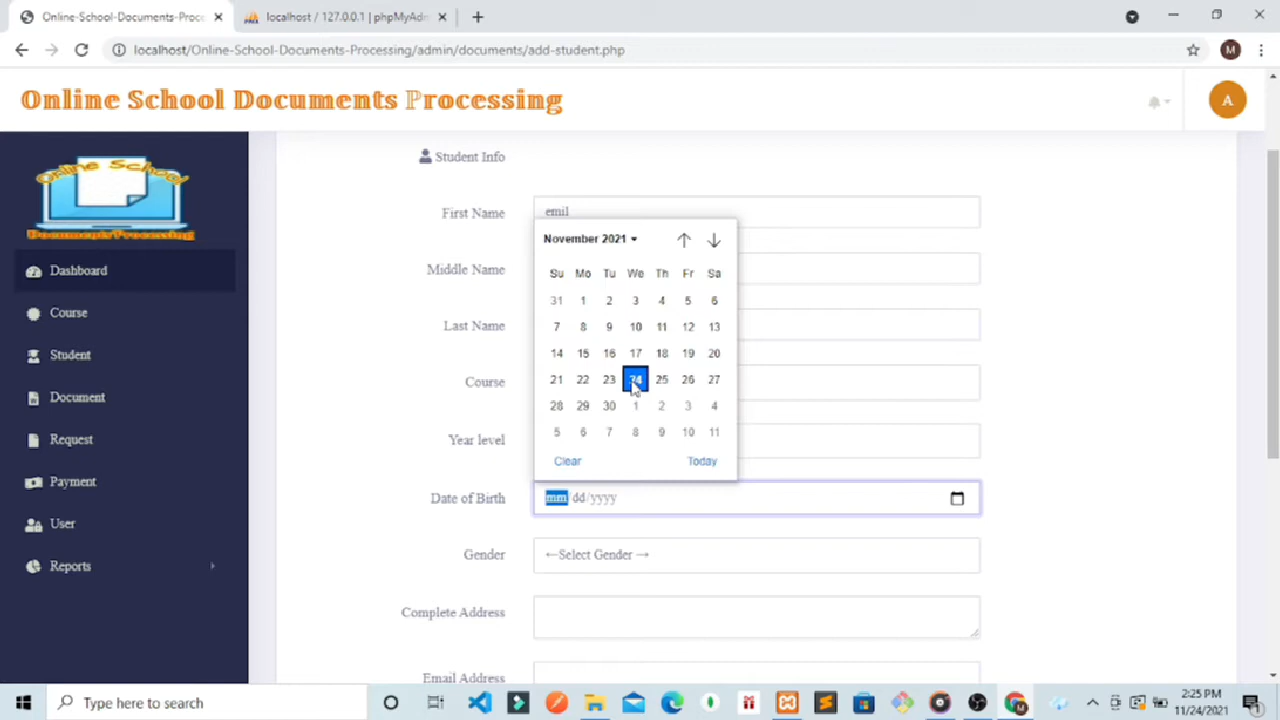 Online-School-Documents-Proce
localhost / 127.0.0.1 | phpMyAdm
localhost/Online-School-Documents-Processing/admin/documents/add-student.php
M
Online School Documents Processing
A
Online School
Documents Processing
Dashboard
Course
Student
Document
Request
Payment
User
Reports
Student Info
First Name
emil
Middle Name
Last Name
Course
Year level
Date of Birth
mm/dd/yyyy
Gender
←Select Gender →
Complete Address
Email Address
November 2021
Su Mo Tu We Th Fr Sa
31 1 2 3 4 5 6
7 8 9 10 11 12 13
14 15 16 17 18 19 20
21 22 23 24 25 26 27
28 29 30 1 2 3 4
5 6 7 8 9 10 11
Clear Today
Type here to search
2:25 PM
11/24/2021